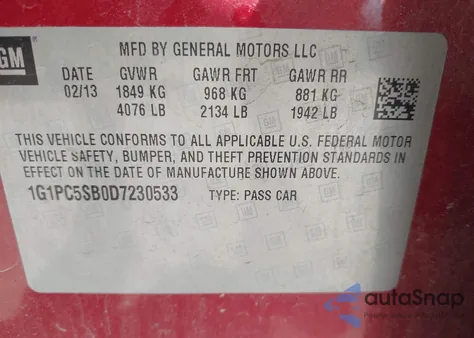 GM
MFD BY GENERAL MOTORS LLC
DATE GVWR GAWR FRT GAWR RR
02/13 1849 KG 968 KG 881 KG
4076 LB 2134 LB 1942 LB
THIS VEHICLE CONFORMS TO ALL APPLICABLE U.S. FEDERAL MOTOR
VEHICLE SAFETY, BUMPER, AND THEFT PREVENTION STANDARDS IN
EFFECT ON THE DATE OF MANUFACTURE SHOWN ABOVE.
1G1PC5SB0D7230533 TYPE: PASS CAR
autoSnap